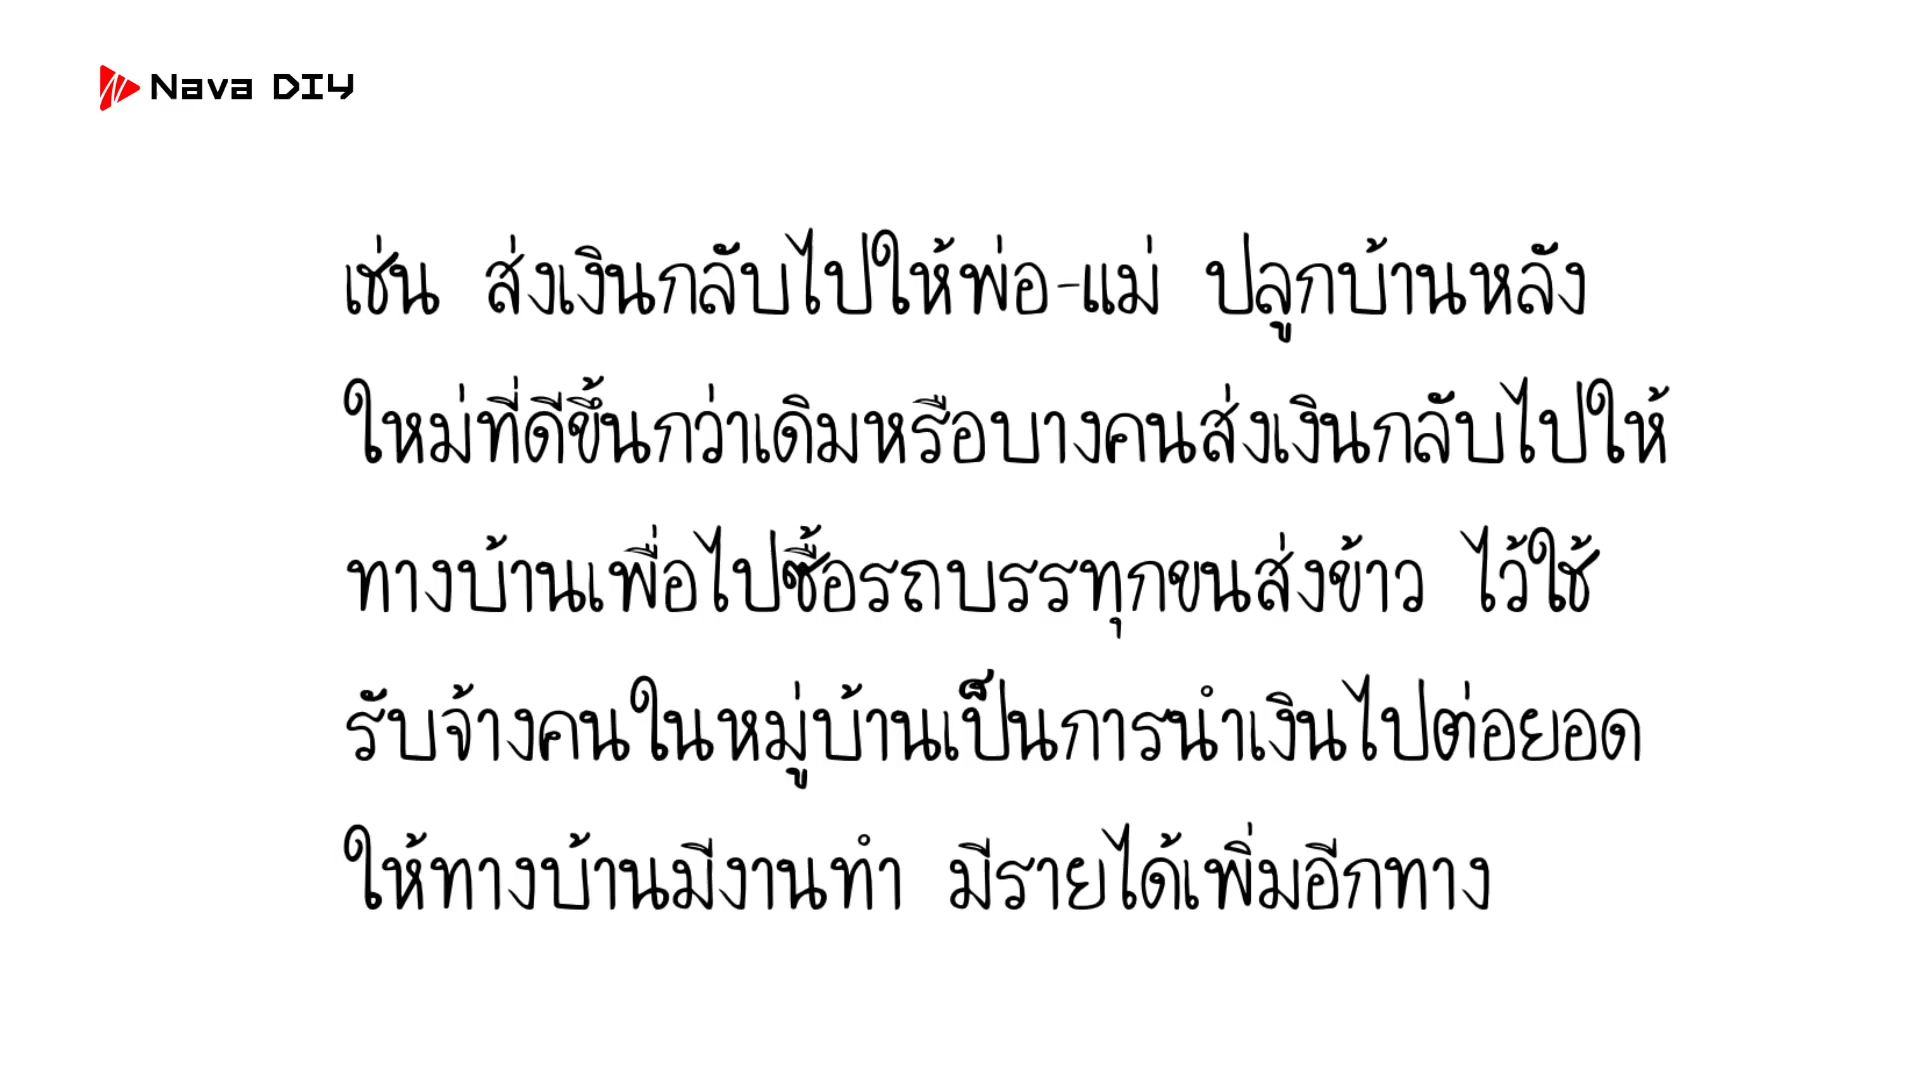 Nava DIY
เช่น ส่งเงินกลับไปให้พ่อ-แม่ ปลูกบ้านหลัง
ใหม่ที่ดีขึ้นกว่าเดิมหรือบางคนส่งเงินกลับไปให้
ทางบ้านเพื่อไปซื้อรถบรรทุกขนส่งข้าว ไว้ใช้
รับจ้างคนในหมู่บ้านเป็นการนำเงินไปต่อยอด
ให้ทางบ้านมีงานทำ มีรายได้เพิ่มอีกทาง